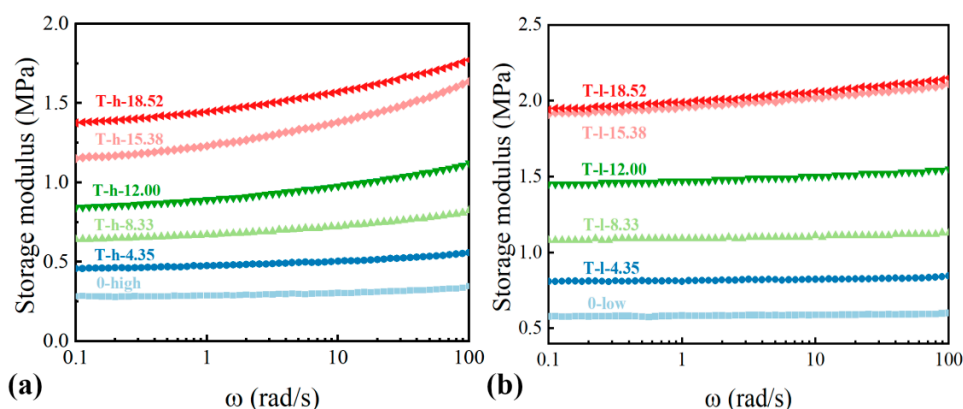 Storage modulus (MPa)
2.0
1.5
1.0
0.5
0.0
T-h-18.52
T-h-15.38
T-h-12.00
T-h-8.33
T-h-4.35
0-high
0.1
1
10
100
(a)
ω (rad/s)
Storage modulus (MPa)
2.5
2.0
1.5
1.0
0.5
T-l-18.52
T-l-15.38
T-l-12.00
T-l-8.33
T-l-4.35
0-low
0.1
1
10
100
(b)
ω (rad/s)